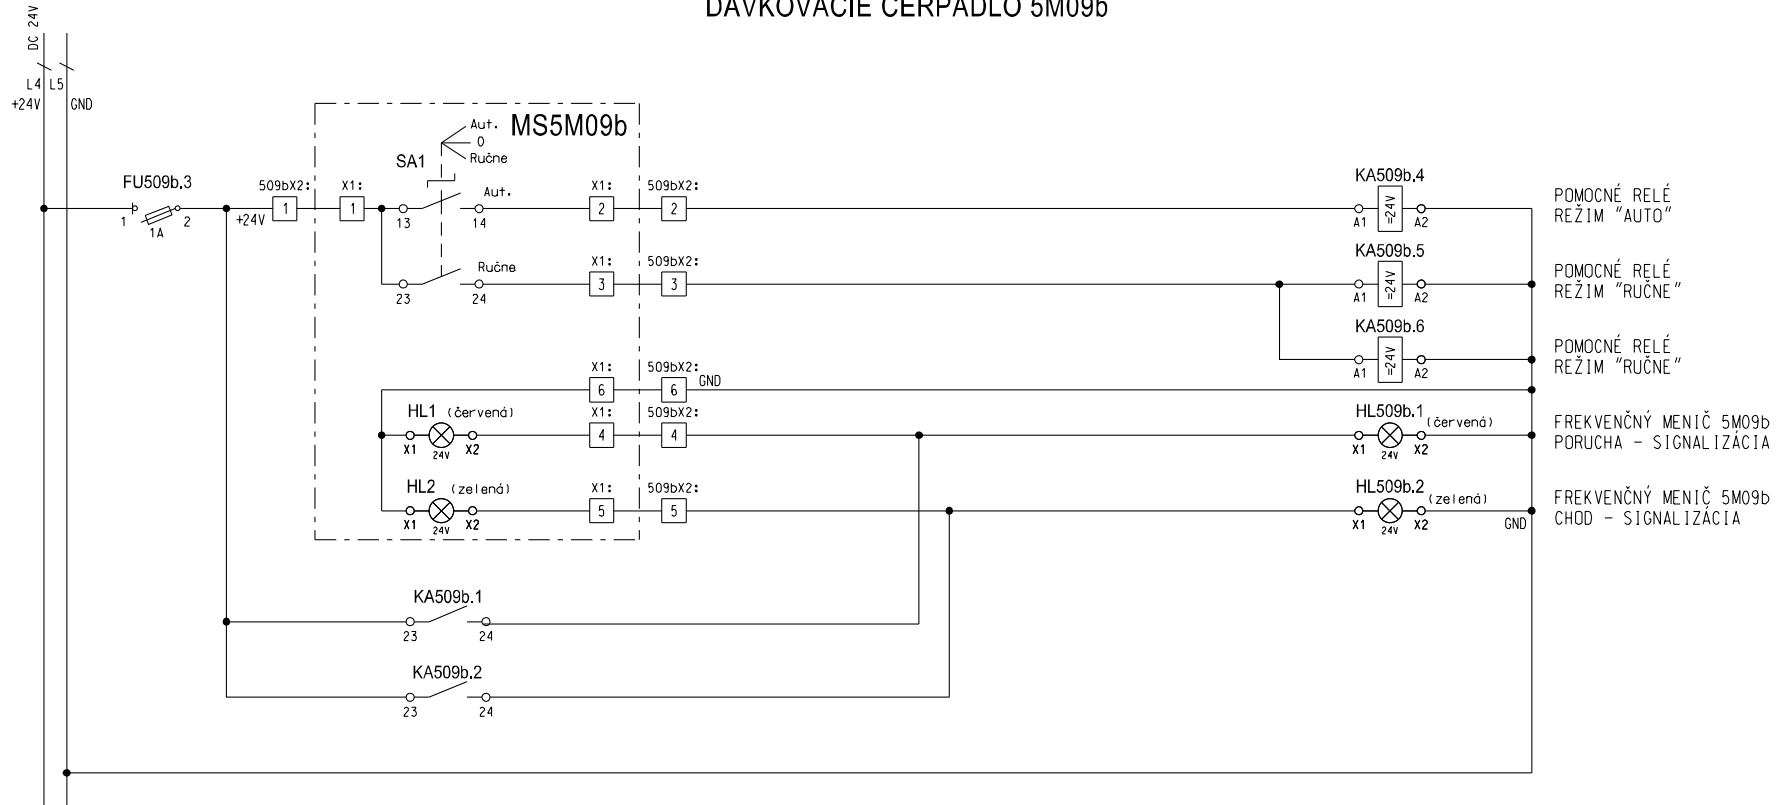 DÁVKOVACIE ČERPADLO 5M09b
DC 24V
L4 L5
+24V GND
MS5M09b
Aut.
0
Ručne
SA1
FU509b.3
1 2
1A
+24V
509bX2: X1:
1 1
Aut.
13 14
X1: 509bX2:
2 2
KA509b.4
=24V
A1 A2
POMOCNÉ RELÉ
REŽIM "AUTO"
Ručne
23 24
X1: 509bX2:
3 3
KA509b.5
=24V
A1 A2
POMOCNÉ RELÉ
REŽIM "RUČNE"
KA509b.6
=24V
A1 A2
POMOCNÉ RELÉ
REŽIM "RUČNE"
X1: 509bX2:
6 6 GND
HL1 (červená)
X1 24V X2
X1: 509bX2:
4 4
HL509b.1 (červená)
X1 24V X2
FREKVENČNÝ MENIČ 5M09b
PORUCHA - SIGNALIZÁCIA
HL2 (zelená)
X1 24V X2
X1: 509bX2:
5 5
HL509b.2 (zelená)
X1 24V X2
GND
FREKVENČNÝ MENIČ 5M09b
CHOD - SIGNALIZÁCIA
KA509b.1
23 24
KA509b.2
23 24